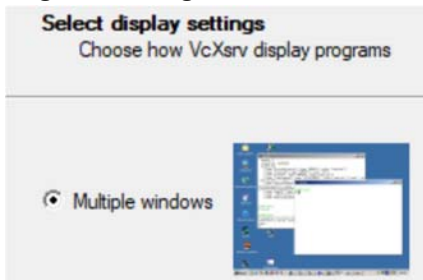 Select display settings
Choose how VcXsrv display programs
Multiple windows